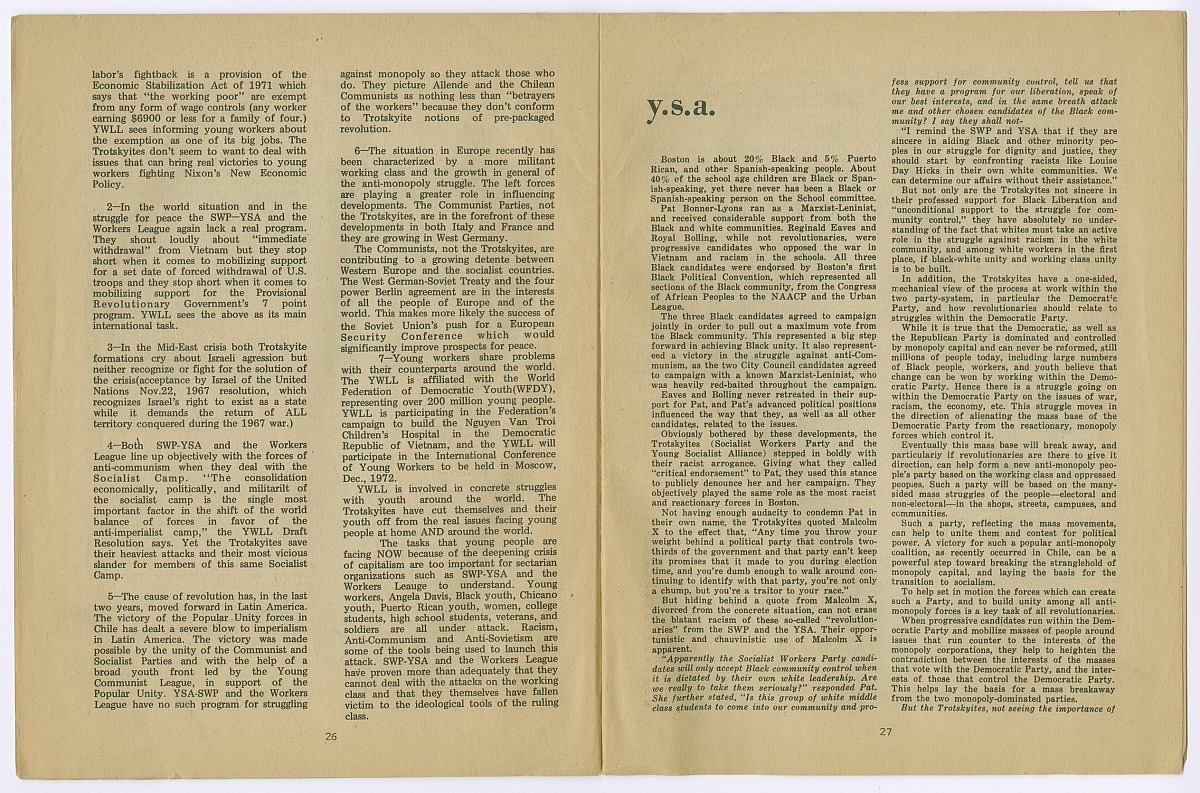 labor's fightback is a provision of the
Economic Stabilization Act of 1971 which
says that "the working poor" are exempt
from any form of wage controls (any worker
earning $6900 or less for a family of four.)
YWLL sees informing young workers about
the exemption as one of its big jobs. The
Trotskyites don't seem to want to deal with
issues that can bring real victories to young
workers fighting Nixon's New Economic
Policy.
2—In the world situation and in the
struggle for peace the SWP—YSA and the
Workers League again lack a real program.
They shout loudly about "immediate
withdrawal" from Vietnam but they stop
short when it comes to mobilizing support
for a set date of forced withdrawal of U.S.
troops and they stop short when it comes to
mobilizing support for the Provisional
Revolutionary Government's 7 point
program. YWLL sees the above as its main
international task.
3—In the Mid-East crisis both Trotskyite
formations cry about Israeli agression but
neither recognize or fight for the solution of
the crisis(acceptance by Israel of the United
Nations Nov.22, 1967 resolution, which
recognizes Israel's right to exist as a state
while it demands the return of ALL
territory conquered during the 1967 war.)
4—Both SWP-YSA and the Workers
League line up objectively with the forces of
anti-communism when they deal with the
Socialist Camp. "The consolidation
economically, politically, and militarilt of
the socialist camp is the single most
important factor in the shift of the world
balance of forces in favor of the
anti-imperialist camp," the YWLL Draft
Resolution says. Yet the Trotskyites save
their heaviest attacks and their most vicious
slander for members of this same Socialist
Camp.
5—The cause of revolution has, in the last
two years, moved forward in Latin America.
The victory of the Popular Unity forces in
Chile has dealt a severe blow to imperialism
in Latin America. The victory was made
possible by the unity of the Communist and
Socialist Parties and with the help of a
broad youth front led by the Young
Communist League, in support of the
Popular Unity. YSA-SWP and the Workers
League have no such program for struggling
against monopoly so they attack those who
do. They picture Allende and the Chilean
Communists as nothing less than "betrayers
of the workers" because they don't conform
to Trotskyite notions of pre-packaged
revolution.
6—The situation in Europe recently has
been characterized by a more militant
working class and the growth in general of
the anti-monopoly struggle. The left forces
are playing a greater role in influencing
developments. The Communist Parties, not
the Trotskyites, are in the forefront of these
developments in both Italy and France and
they are growing in West Germany.
The Communists, not the Trotskyites, are
contributing to a growing detente between
Western Europe and the socialist countries.
The West German-Soviet Treaty and the four
power Berlin agreement are in the interests
of all the people of Europe and of the
world. This makes more likely the success of
the Soviet Union's push for a European
Security Conference which would
significantly improve prospects for peace.
7—Young workers share problems
with their counterparts around the world.
The YWLL is affiliated with the World
Federation of Democratic Youth(WFDY),
representing over 200 million young people.
YWLL is participating in the Federation's
campaign to build the Nguyen Van Troi
Children's Hospital in the Democratic
Republic of Vietnam, and the YWLL will
participate in the International Conference
of Young Workers to be held in Moscow,
Dec., 1972.
YWLL is involved in concrete struggles
with youth around the world. The
Trotskyites have cut themselves and their
youth off from the real issues facing young
people at home AND around the world.
The tasks that young people are
facing NOW because of the deepening crisis
of capitalism are too important for sectarian
organizations such as SWP-YSA and the
Workers Leauge to understand. Young
workers, Angela Davis, Black youth, Chicano
youth, Puerto Rican youth, women, college
students, high school students, veterans, and
soldiers are all under attack. Racism,
Anti-Communism and Anti-Sovietism are
some of the tools being used to launch this
attack. SWP-YSA and the Workers League
have proven more than adequately that they
cannot deal with the attacks on the working
class and that they themselves have fallen
victim to the ideological tools of the ruling
class.
26
y.s.a.
Boston is about 20% Black and 5% Puerto
Rican, and other Spanish-speaking people. About
40% of the school age children are Black or Span-
ish-speaking, yet there never has been a Black or
Spanish-speaking person on the School committee.
Pat Bonner-Lyons ran as a Marxist-Leninist,
and received considerable support from both the
Black and white communities. Reginald Eaves and
Royal Bolling, while not revolutionaries, were
progressive candidates who opposed the war in
Vietnam and racism in the schools. All three
Black candidates were endorsed by Boston's first
Black Political Convention, which represented all
sections of the Black community, from the Congress
of African Peoples to the NAACP and the Urban
League.
The three Black candidates agreed to campaign
jointly in order to pull out a maximum vote from
the Black community. This represented a big step
forward in achieving Black unity. It also represent-
ed a victory in the struggle against anti-Com-
munism, as the two City Council candidates agreed
to campaign with a known Marxist-Leninist, who
was heavily red-baited throughout the campaign.
Eaves and Bolling never retreated in their sup-
port for Pat, and Pat's advanced political positions
influenced the way that they, as well as all other
candidates, related to the issues.
Obviously bothered by these developments, the
Trotskyites (Socialist Workers Party and the
Young Socialist Alliance) stepped in boldly with
their racist arrogance. Giving what they called
"critical endorsement" to Pat, they used this stance
to publicly denounce her and her campaign. They
objectively played the same role as the most racist
and reactionary forces in Boston.
Not having enough audacity to condemn Pat in
their own name, the Trotskyites quoted Malcolm
X to the effect that, "Any time you throw your
weight behind a political party that controls two-
thirds of the government and that party can't keep
its promises that it made to you during election
time, and you're dumb enough to walk around con-
tinuing to identify with that party, you're not only
a chump, but you're a traitor to your race."
But hiding behind a quote from Malcolm X,
divorced from the concrete situation, can not erase
the blatant racism of these so-called "revolution-
aries" from the SWP and the YSA. Their oppor-
tunistic and chauvinistic use of Malcolm X is
apparent.
"Apparently the Socialist Workers Party candi-
dates will only accept Black community control when
it is dictated by their own white leadership. Are
we really to take them seriously?" responded Pat.
She further stated, "Is this group of white middle
class students to come into our community and pro-
fess support for community control, tell us that
they have a program for our liberation, speak of
our best interests, and in the same breath attack
me and other chosen candidates of the Black com-
munity? I say they shall not-
"I remind the SWP and YSA that if they are
sincere in aiding Black and other minority peo-
ples in our struggle for dignity and justice, they
should start by confronting racists like Louise
Day Hicks in their own white communities. We
can determine our affairs without their assistance."
But not only are the Trotskyites not sincere in
their professed support for Black Liberation and
"unconditional support to the struggle for com-
munity control," they have absolutely no under-
standing of the fact that whites must take an active
role in the struggle against racism in the white
community, and among white workers in the first
place, if black-white unity and working class unity
is to be built.
In addition, the Trotskyites have a one-sided,
mechanical view of the process at work within the
two party-system, in particular the Democratic
Party, and how revolutionaries should relate to
struggles within the Democratic Party.
While it is true that the Democratic, as well as
the Republican Party is dominated and controlled
by monopoly capital and can never be reformed, still
millions of people today, including large numbers
of Black people, workers, and youth believe that
change can be won by working within the Demo-
cratic Party. Hence there is a struggle going on
within the Democratic Party on the issues of war,
racism, the economy, etc. This struggle moves in
the direction of alienating the mass base of the
Democratic Party from the reactionary, monopoly
forces which control it.
Eventually this mass base will break away, and
particularly if revolutionaries are there to give it
direction, can help form a new anti-monopoly peo-
ple's party based on the working class and oppressed
peopies. Such a party will be based on the many-
sided mass struggles of the people—electoral and
non-electoral—in the shops, streets, campuses, and
communities.
Such a party, reflecting the mass movements,
can help to unite them and contest for political
power. A victory for such a popular anti-monopoly
coalition, as recently occurred in Chile, can be a
powerful step toward breaking the stranglehold of
monopoly capital, and laying the basis for the
transition to socialism.
To help set in motion the forces which can create
such a Party, and to build unity among all anti-
monopoly forces is a key task of all revolutionaries.
When progressive candidates run within the Dem-
ocratic Party and mobilize masses of people around
issues that run counter to the interests of the
monopoly corporations, they help to heighten the
contradiction between the interests of the masses
that vote with the Democratic Party, and the inter-
ests of those that control the Democratic Party.
This helps lay the basis for a mass breakaway
from the two monopoly-dominated parties.
But the Trotskyites, not seeing the importance of
27